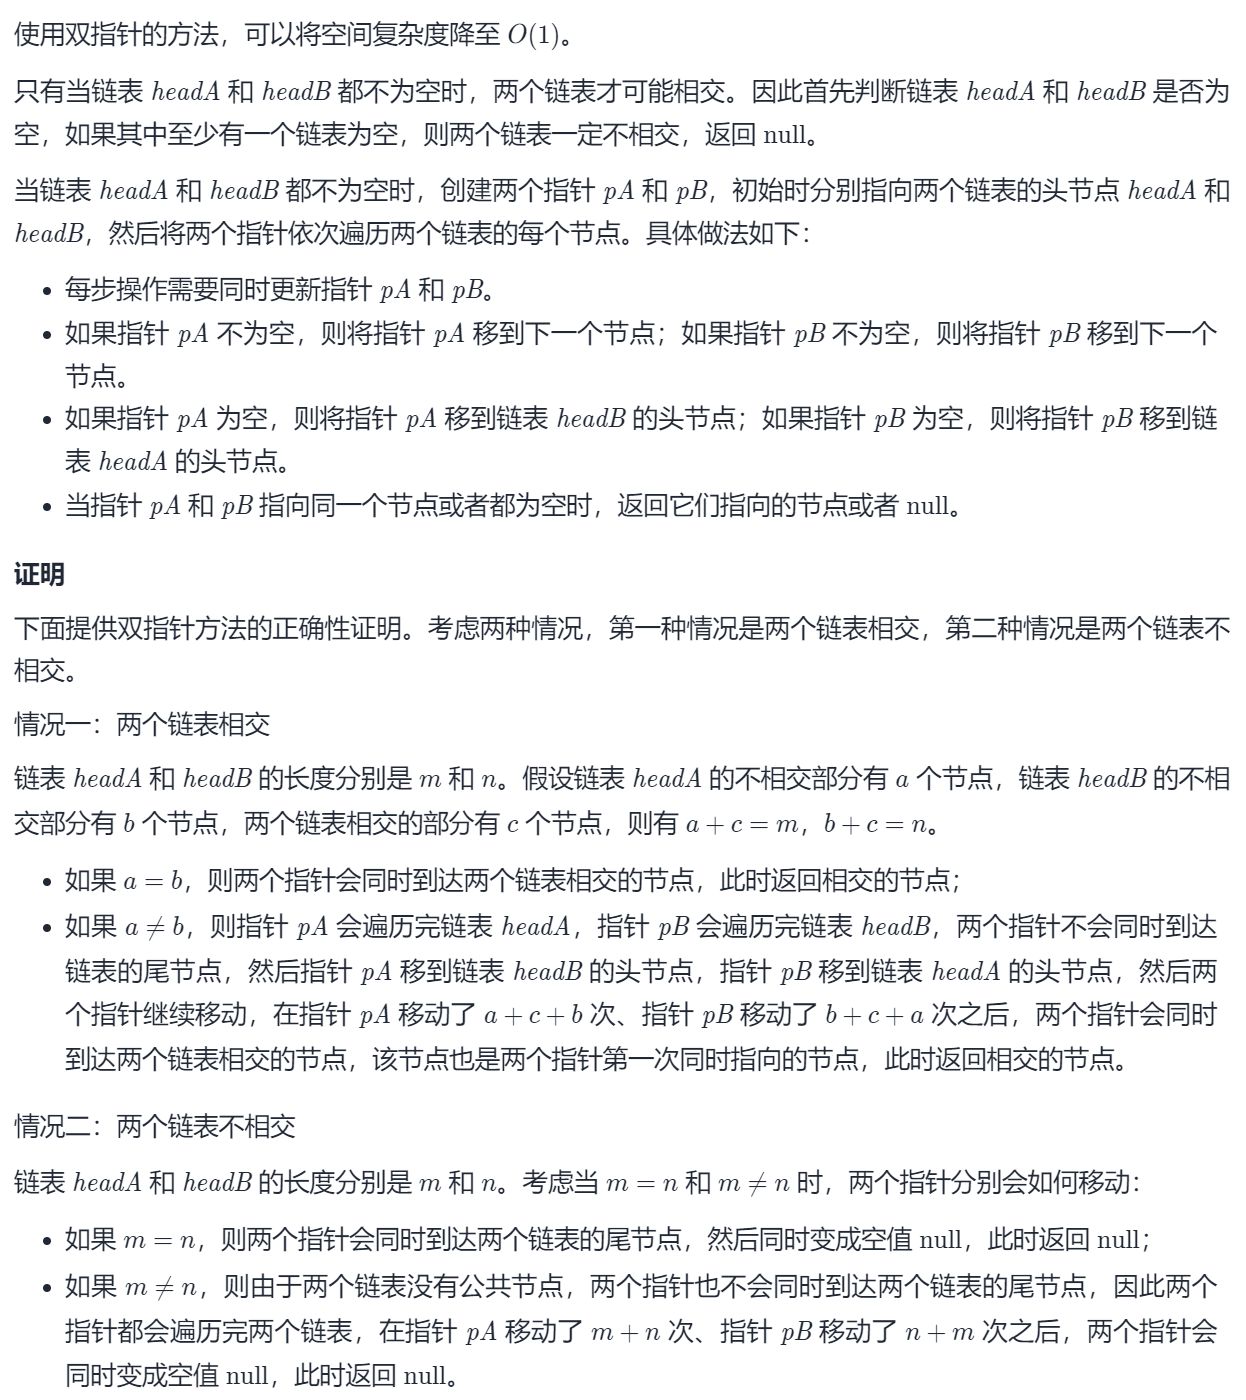 使用双指针的方法，可以将空间复杂度降至 O(1)。
只有当链表 headA 和 headB 都不为空时，两个链表才可能相交。因此首先判断链表 headA 和 headB 是否为
空，如果其中至少有一个链表为空，则两个链表一定不相交，返回 null。
当链表 headA 和 headB 都不为空时，创建两个指针 pA 和 pB，初始时分别指向两个链表的头节点 headA 和
headB，然后将两个指针依次遍历两个链表的每个节点。具体做法如下：
• 每步操作需要同时更新指针 pA 和 pB。
• 如果指针 pA 不为空，则将指针 pA 移到下一个节点；如果指针 pB 不为空，则将指针 pB 移到下一个
节点。
• 如果指针 pA 为空，则将指针 pA 移到链表 headB 的头节点；如果指针 pB 为空，则将指针 pB 移到链
表 headA 的头节点。
• 当指针 pA 和 pB 指向同一个节点或者都为空时，返回它们指向的节点或者 null。
证明
下面提供双指针方法的正确性证明。考虑两种情况，第一种情况是两个链表相交，第二种情况是两个链表不
相交。
情况一：两个链表相交
链表 headA 和 headB 的长度分别是 m 和 n。假设链表 headA 的不相交部分有 a 个节点，链表 headB 的不相
交部分有 b 个节点，两个链表相交的部分有 c 个节点，则有 a + c = m，b + c = n。
• 如果 a = b，则两个指针会同时到达两个链表相交的节点，此时返回相交的节点；
• 如果 a ≠ b，则指针 pA 会遍历完链表 headA，指针 pB 会遍历完链表 headB，两个指针不会同时到达
链表的尾节点，然后指针 pA 移到链表 headB 的头节点，指针 pB 移到链表 headA 的头节点，然后两
个指针继续移动，在指针 pA 移动了 a + c + b 次、指针 pB 移动了 b + c + a 次之后，两个指针会同时
到达两个链表相交的节点，该节点也是两个指针第一次同时指向的节点，此时返回相交的节点。
情况二：两个链表不相交
链表 headA 和 headB 的长度分别是 m 和 n。考虑当 m = n 和 m ≠ n 时，两个指针分别会如何移动：
• 如果 m = n，则两个指针会同时到达两个链表的尾节点，然后同时变成空值 null，此时返回 null；
• 如果 m ≠ n，则由于两个链表没有公共节点，两个指针也不会同时到达两个链表的尾节点，因此两个
指针都会遍历完两个链表，在指针 pA 移动了 m + n 次、指针 pB 移动了 n + m 次之后，两个指针会
同时变成空值 null，此时返回 null。